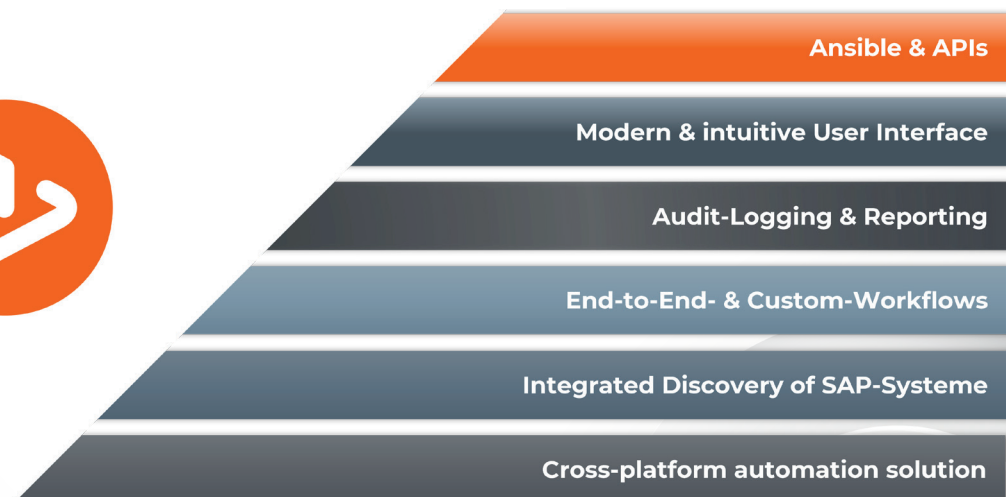 Ansible & APIs
Modern & intuitive User Interface
Audit-Logging & Reporting
End-to-End- & Custom-Workflows
Integrated Discovery of SAP-Systeme
Cross-platform automation solution